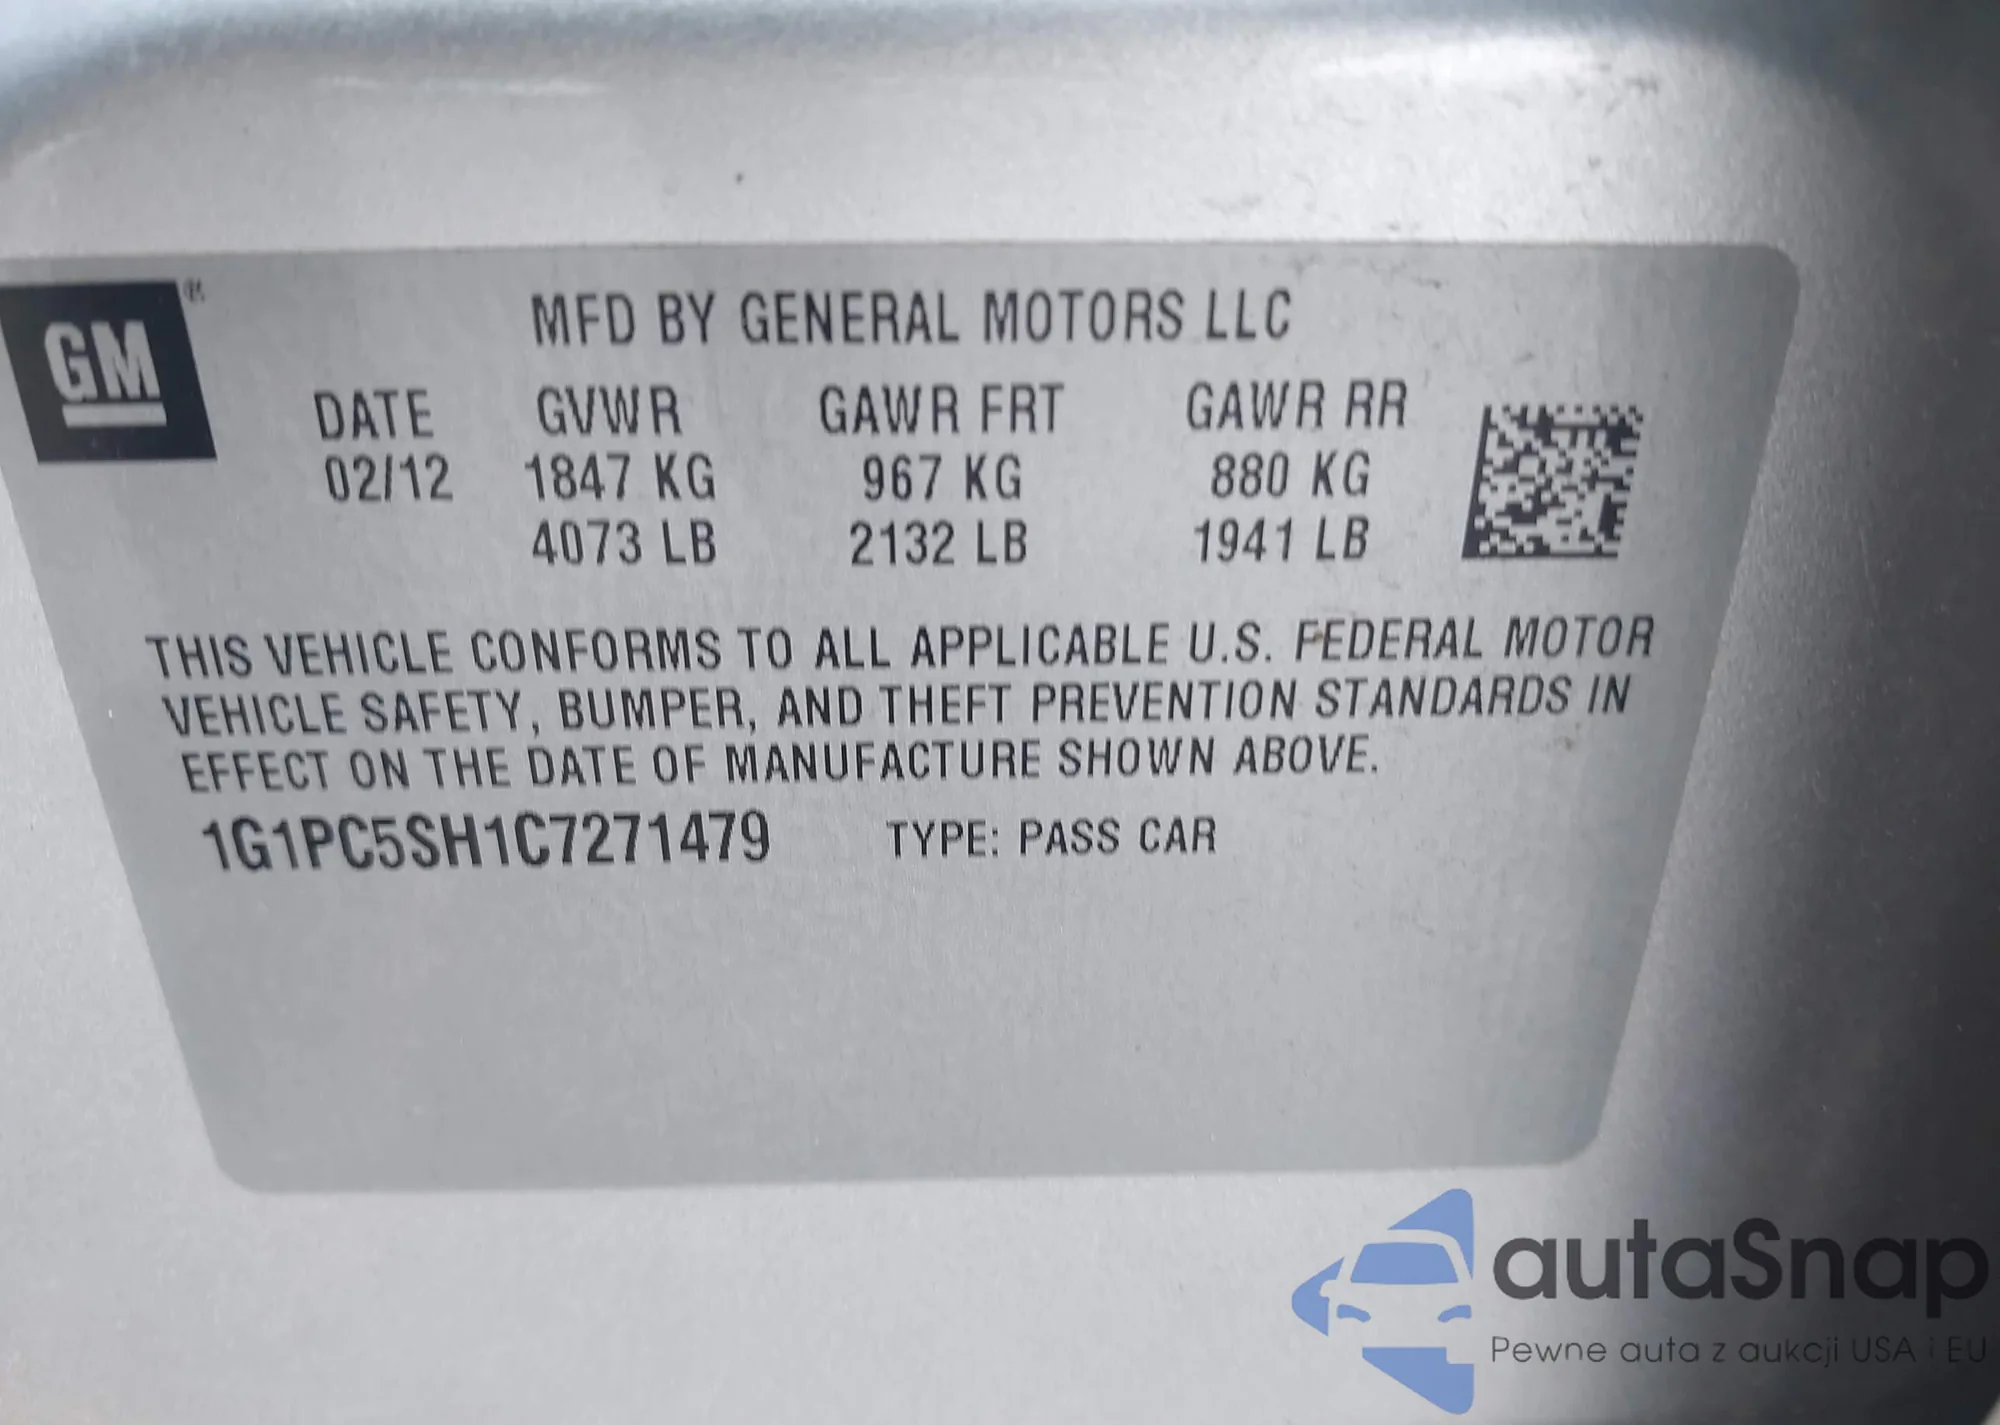 GM®
MFD BY GENERAL MOTORS LLC
DATE GVWR GAWR FRT GAWR RR
02/12 1847 KG 967 KG 880 KG
4073 LB 2132 LB 1941 LB
THIS VEHICLE CONFORMS TO ALL APPLICABLE U.S. FEDERAL MOTOR
VEHICLE SAFETY, BUMPER, AND THEFT PREVENTION STANDARDS IN
EFFECT ON THE DATE OF MANUFACTURE SHOWN ABOVE.
1G1PC5SH1C7271479 TYPE: PASS CAR
autaSnap
Pewne auta z aukcji USA i EU